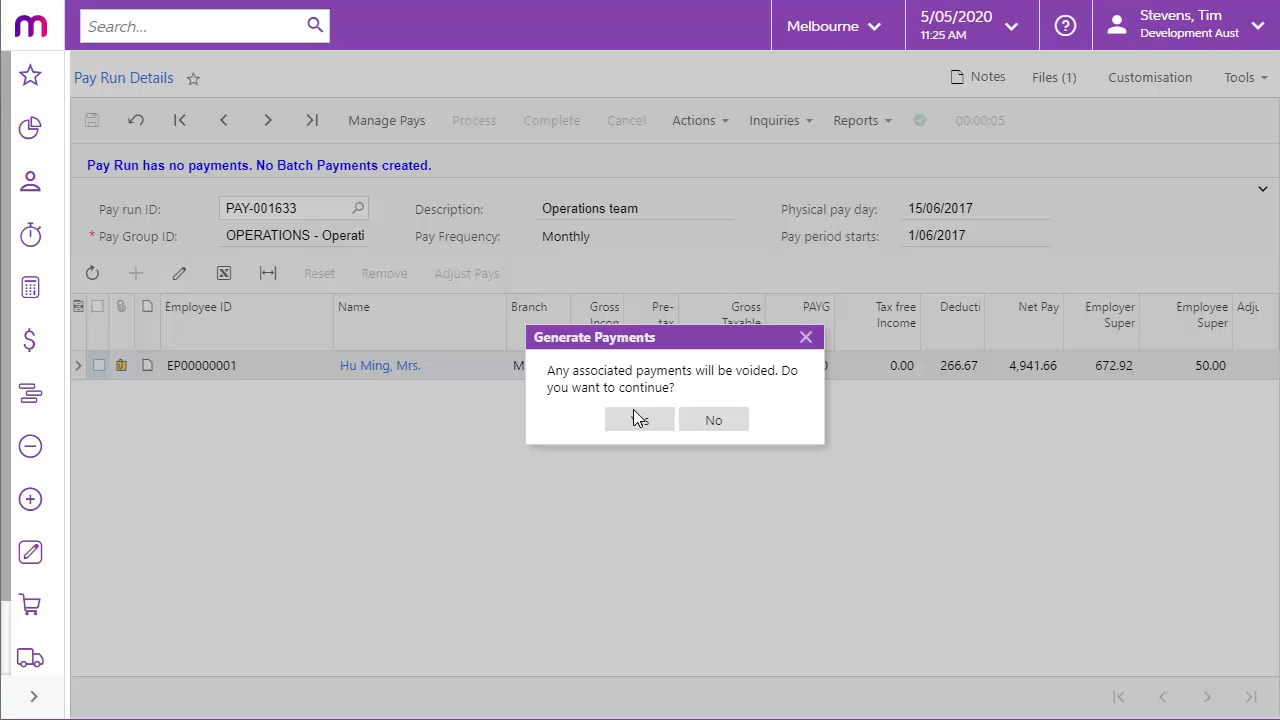 m
Search...
Melbourne
5/05/2020
11:25 AM
Stevens, Tim
Development Aust
Pay Run Details
Notes
Files (1)
Customisation
Tools
Manage Pays
Process
Complete
Cancel
Actions
Inquiries
Reports
00:00:05
Pay Run has no payments. No Batch Payments created.
Pay run ID:
PAY-001633
Description:
Operations team
Physical pay day:
15/06/2017
* Pay Group ID:
OPERATIONS - Operati
Pay Frequency:
Monthly
Pay period starts:
1/06/2017
Reset
Remove
Adjust Pays
Employee ID
Name
Branch
Gross
Incon
Pre-
tax
Gross
Taxable
PAYG
Tax free
Income
Deducti
Net Pay
Employer
Super
Employee
Super
Adju
EP00000001
Hu Ming, Mrs.
M
0.00
266.67
4,941.66
672.92
50.00
Generate Payments
Any associated payments will be voided. Do
you want to continue?
No